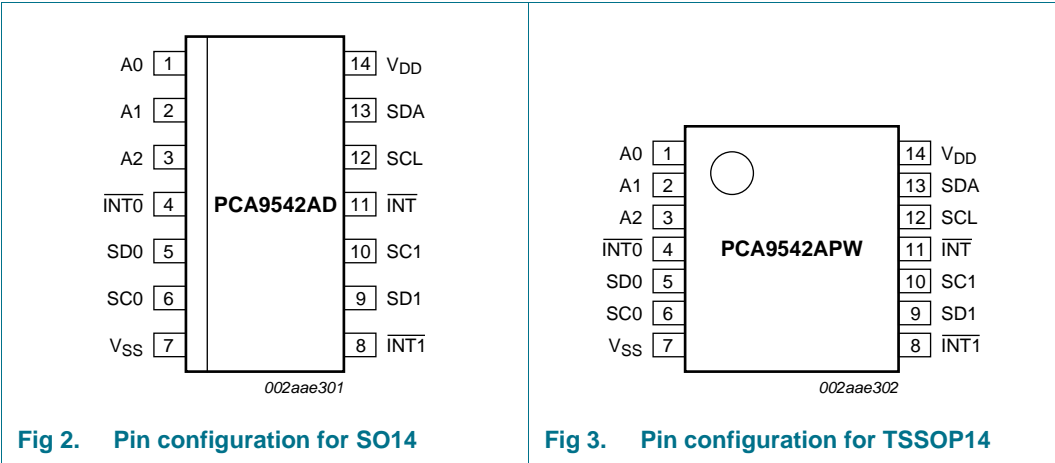 A0 1 14 VDD
A1 2 13 SDA
A2 3 12 SCL
INT0 4 PCA9542AD 11 INT
SD0 5 10 SC1
SC0 6 9 SD1
VSS 7 8 INT1
002aae301
Fig 2. Pin configuration for SO14
A0 1 14 VDD
A1 2 13 SDA
A2 3 12 SCL
INT0 4 PCA9542APW 11 INT
SD0 5 10 SC1
SC0 6 9 SD1
VSS 7 8 INT1
002aae302
Fig 3. Pin configuration for TSSOP14